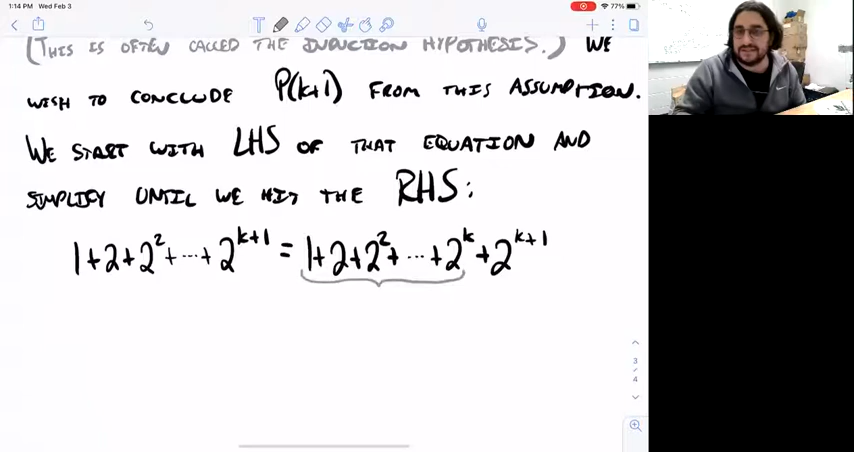 1:14 PM Wed Feb 3
77%
(THIS IS OFTEN CALLED THE INDUCTION HYPOTHESIS.) WE
WISH TO CONCLUDE P(k+1) FROM THIS ASSUMPTION.
WE START WITH LHS OF THAT EQUATION AND
SIMPLIFY UNTIL WE HIT THE RHS:
1+2+2²+⋯+2^{k+1} = 1+2+2²+⋯+2^k+2^{k+1}
3
/
4